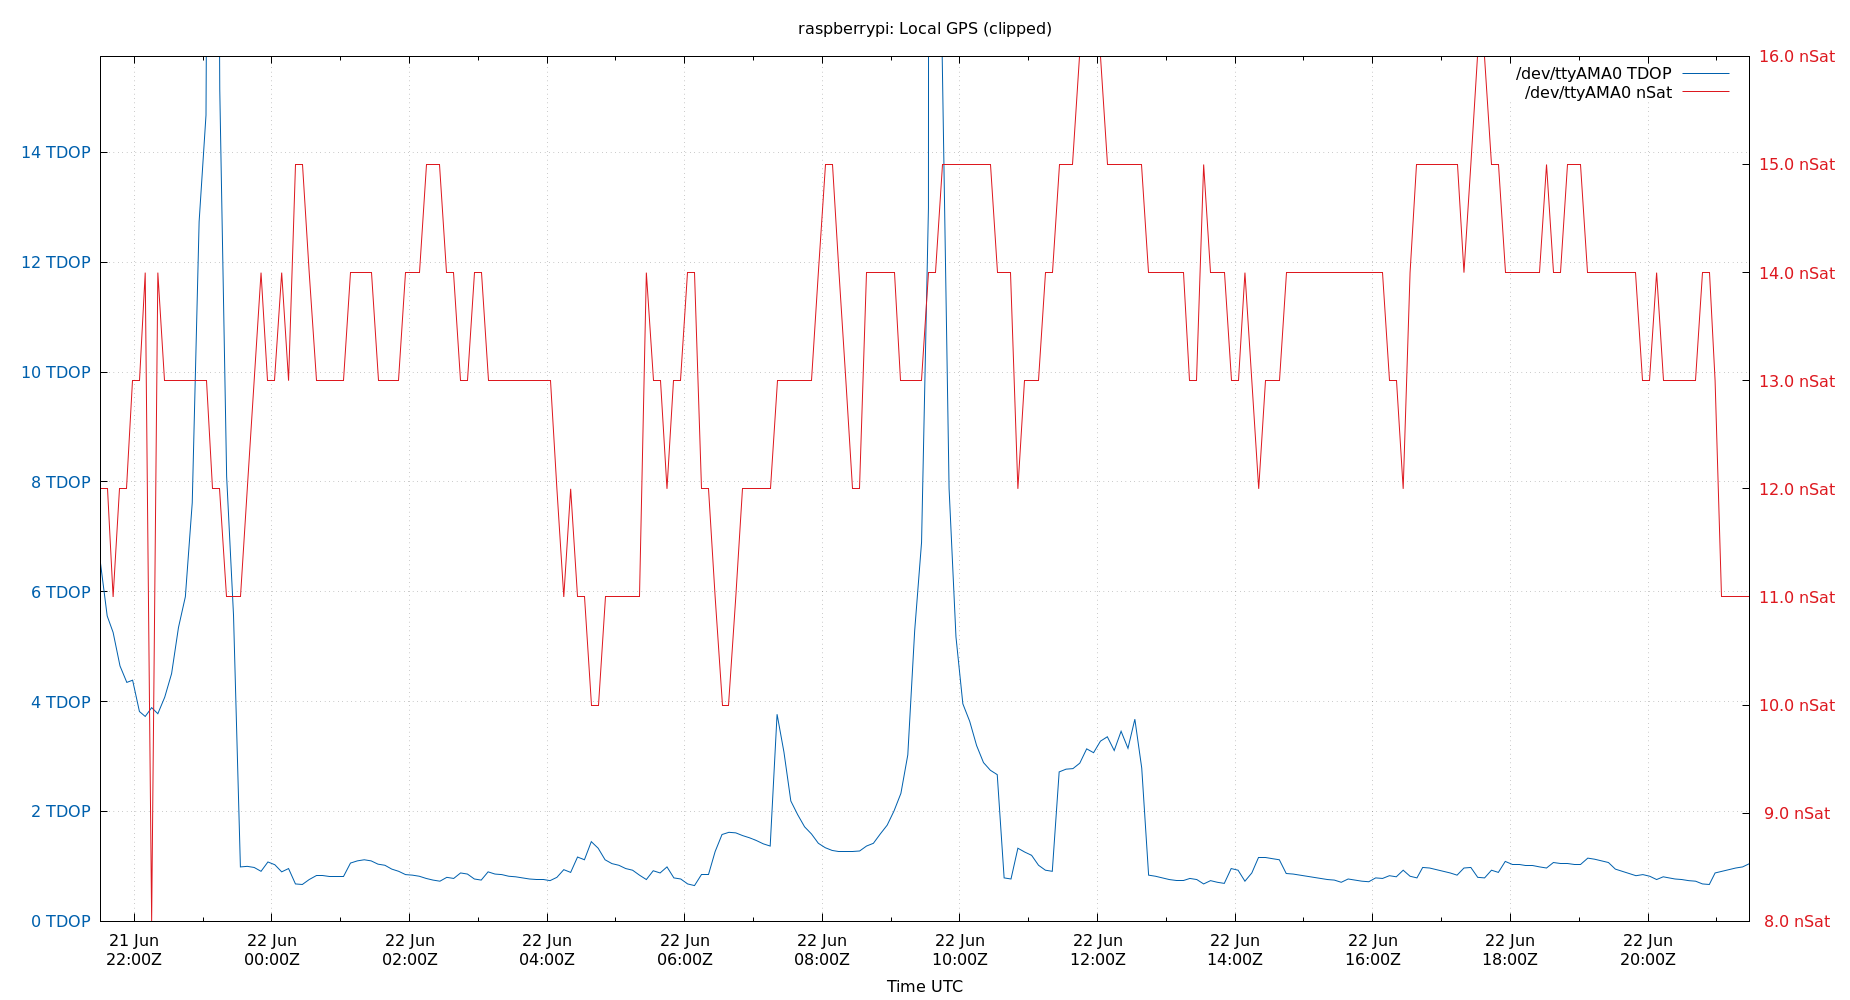 raspberrypi: Local GPS (clipped)
16.0 nSat
/dev/ttyAMA0 TDOP
/dev/ttyAMA0 nSat
14 TDOP
15.0 nSat
12 TDOP
14.0 nSat
10 TDOP
13.0 nSat
8 TDOP
12.0 nSat
6 TDOP
11.0 nSat
4 TDOP
10.0 nSat
2 TDOP
9.0 nSat
0 TDOP
8.0 nSat
21 Jun 22 Jun 22 Jun 22 Jun 22 Jun 22 Jun 22 Jun 22 Jun 22 Jun 22 Jun 22 Jun 22 Jun
22:00Z 00:00Z 02:00Z 04:00Z 06:00Z 08:00Z 10:00Z 12:00Z 14:00Z 16:00Z 18:00Z 20:00Z
Time UTC